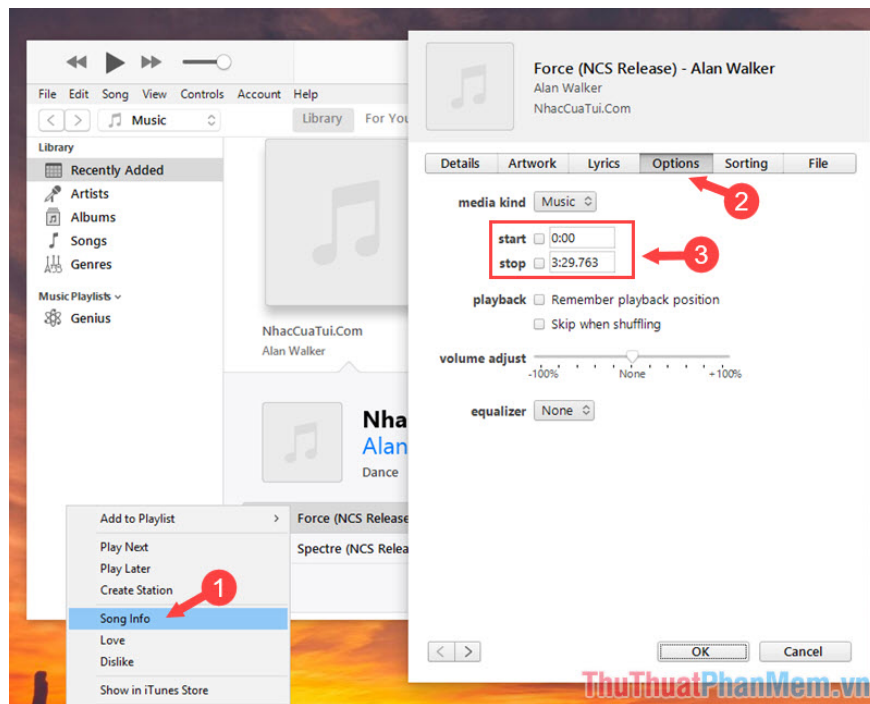 File Edit Song View Controls Account Help
Music
Library For You
Library
Recently Added
Artists
Albums
Songs
Genres
Music Playlists
Genius
NhacCuaTui.Com
Alan Walker
Nha
Alan
Dance
Force (NCS Release
Spectre (NCS Relea
Add to Playlist
Play Next
Play Later
Create Station
1
Song Info
Love
Dislike
Show in iTunes Store
Force (NCS Release) - Alan Walker
Alan Walker
NhacCuaTui.Com
Details Artwork Lyrics Options Sorting File
2
media kind Music
start 0:00
3
stop 3:29.763
playback Remember playback position
Skip when shuffling
volume adjust
-100% None +100%
equalizer None
OK Cancel
ThuThuatPhanMem.vn